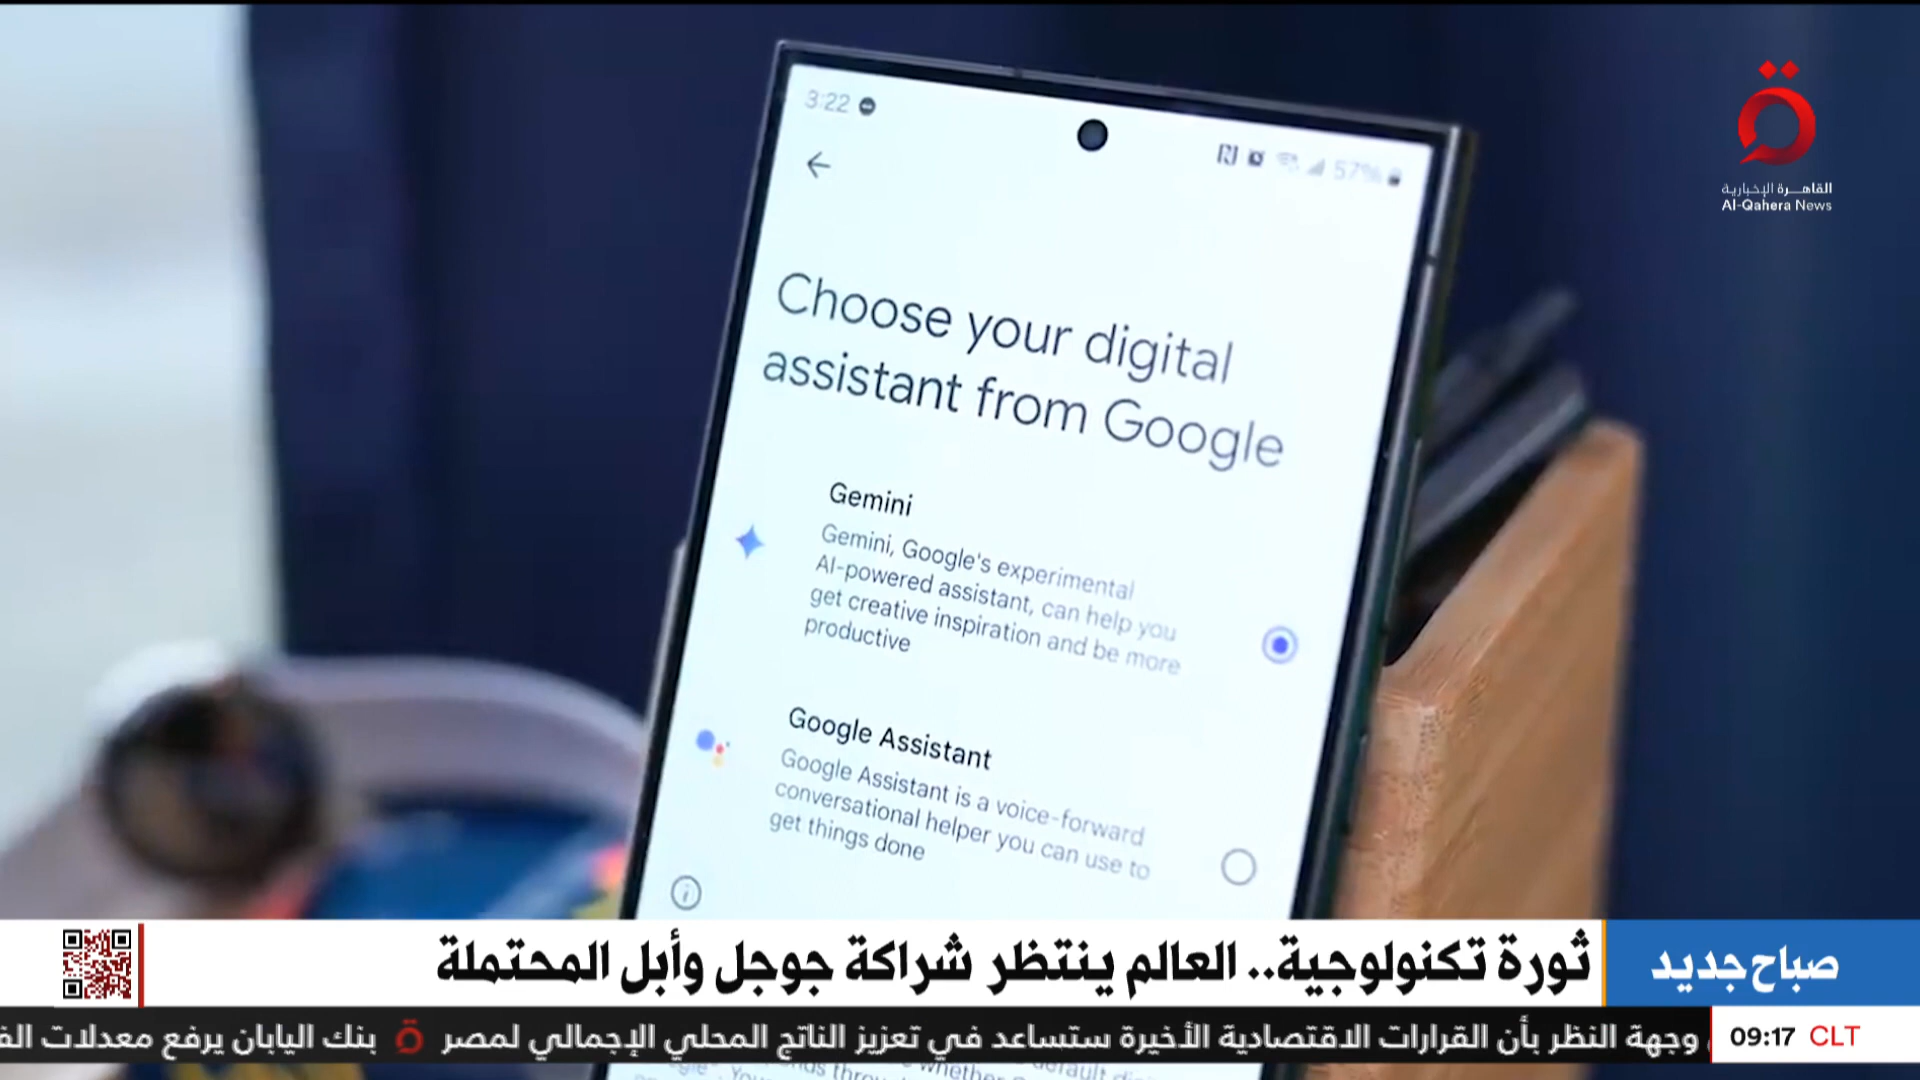 3:22
57%
القاهرة الإخبارية
Al-Qahera News
Choose your digital
assistant from Google
Gemini
Gemini, Google's experimental
AI-powered assistant, can help you
get creative inspiration and be more
productive
Google Assistant
Google Assistant is a voice-forward
conversational helper you can use to
get things done
صباح جديد
ثورة تكنولوجية.. العالم ينتظر شراكة جوجل وأبل المحتملة
09:17 CLT
وجهة النظر بأن القرارات الاقتصادية الأخيرة ستساعد في تعزيز الناتج المحلي الإجمالي لمصر
بنك اليابان يرفع معدلات
whether
default